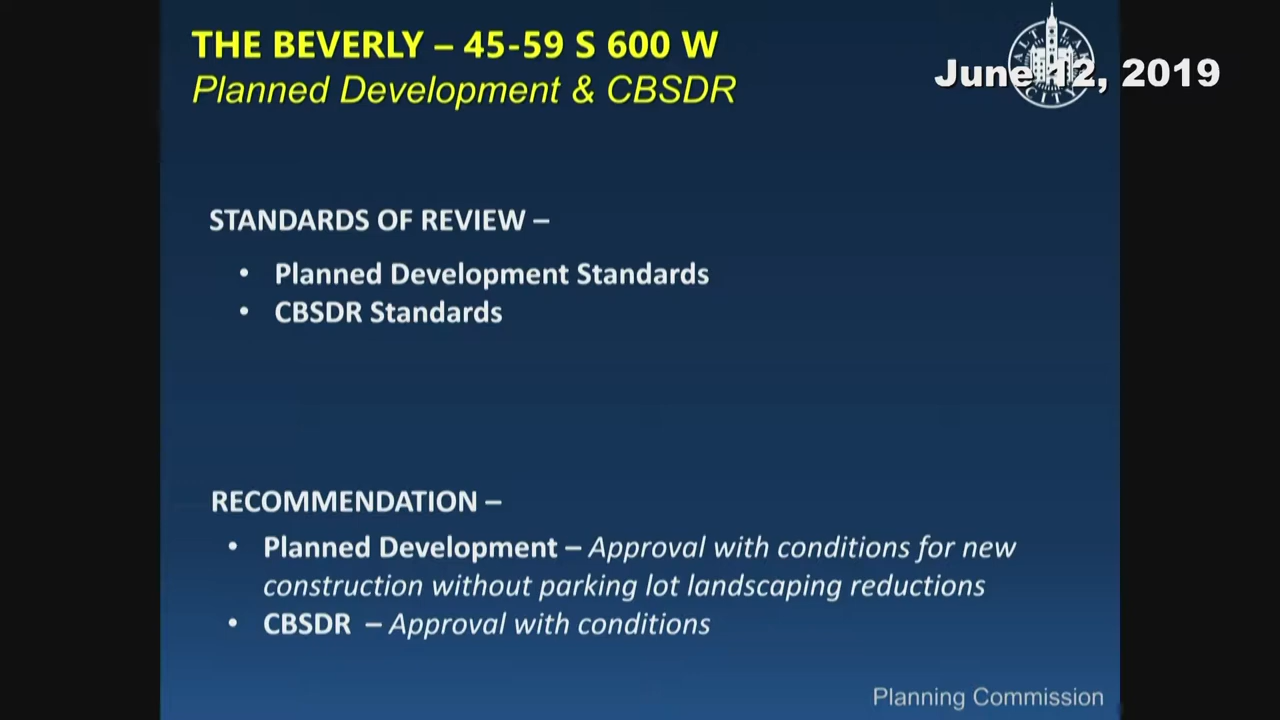 THE BEVERLY – 45-59 S 600 W
Planned Development & CBSDR
June 12, 2019
CITY
STANDARDS OF REVIEW –
• Planned Development Standards
• CBSDR Standards
RECOMMENDATION –
• Planned Development – Approval with conditions for new
construction without parking lot landscaping reductions
• CBSDR – Approval with conditions
Planning Commission